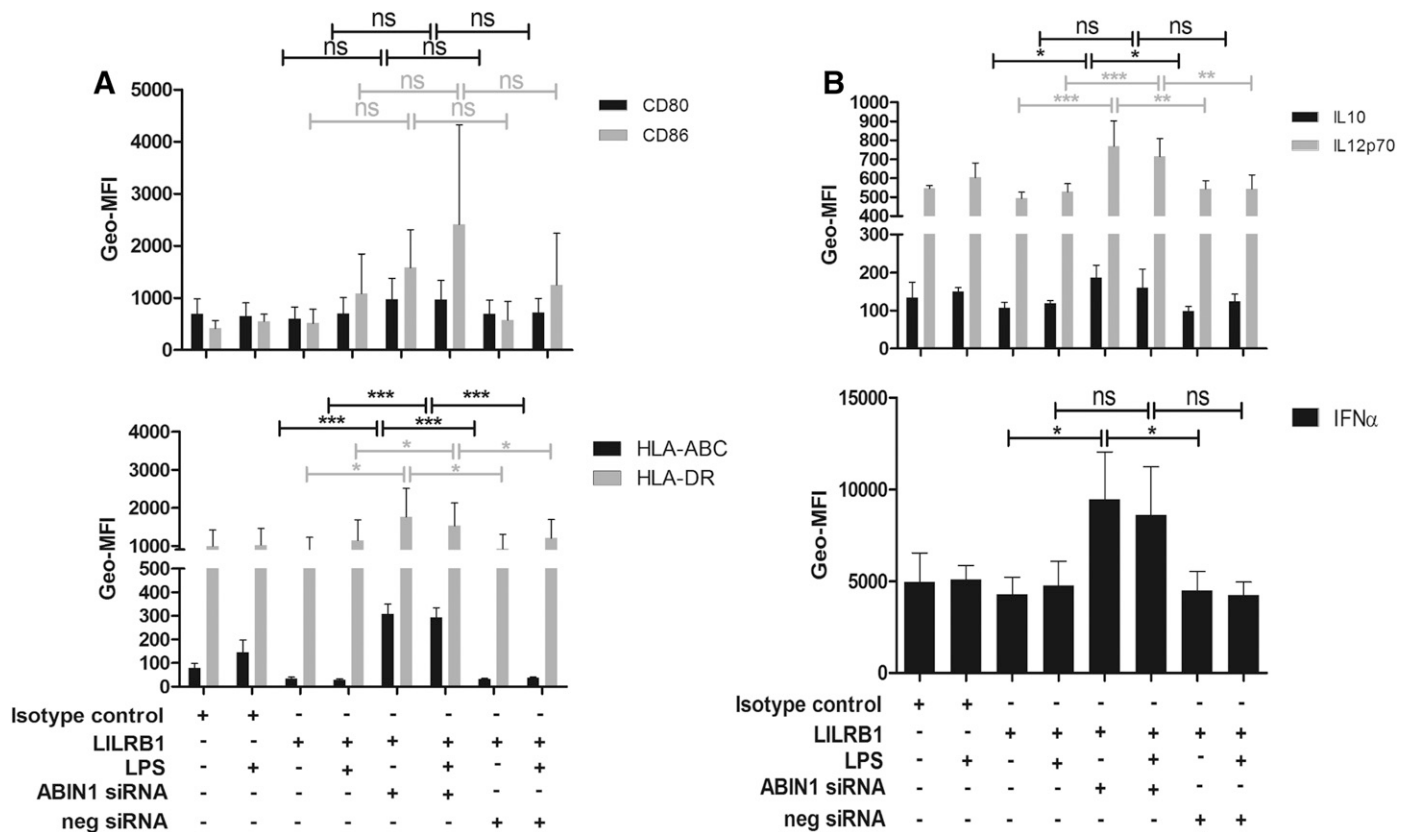 A
ns ns
ns ns
ns ns
ns ns
5000
4000
3000
2000
1000
0
Geo-MFI
CD80
CD86
*** ***
*** ***
* *
* *
4000
3000
2000
1000
500
400
300
200
100
0
Geo-MFI
HLA-ABC
HLA-DR
Isotype control + + - - - - - -
LILRB1 - - + + + + + +
LPS - + - + - + - +
ABIN1 siRNA - - - - + + - -
neg siRNA - - - - - - + +
B
ns ns
* *
*** **
*** **
1000
900
800
700
600
500
400
300
200
100
0
Geo-MFI
IL10
IL12p70
ns ns
* *
15000
10000
5000
0
Geo-MFI
IFNα
Isotype control + + - - - - - -
LILRB1 - - + + + + + +
LPS - + - + - + - +
ABIN1 siRNA - - - - + + - -
neg siRNA - - - - - - + +